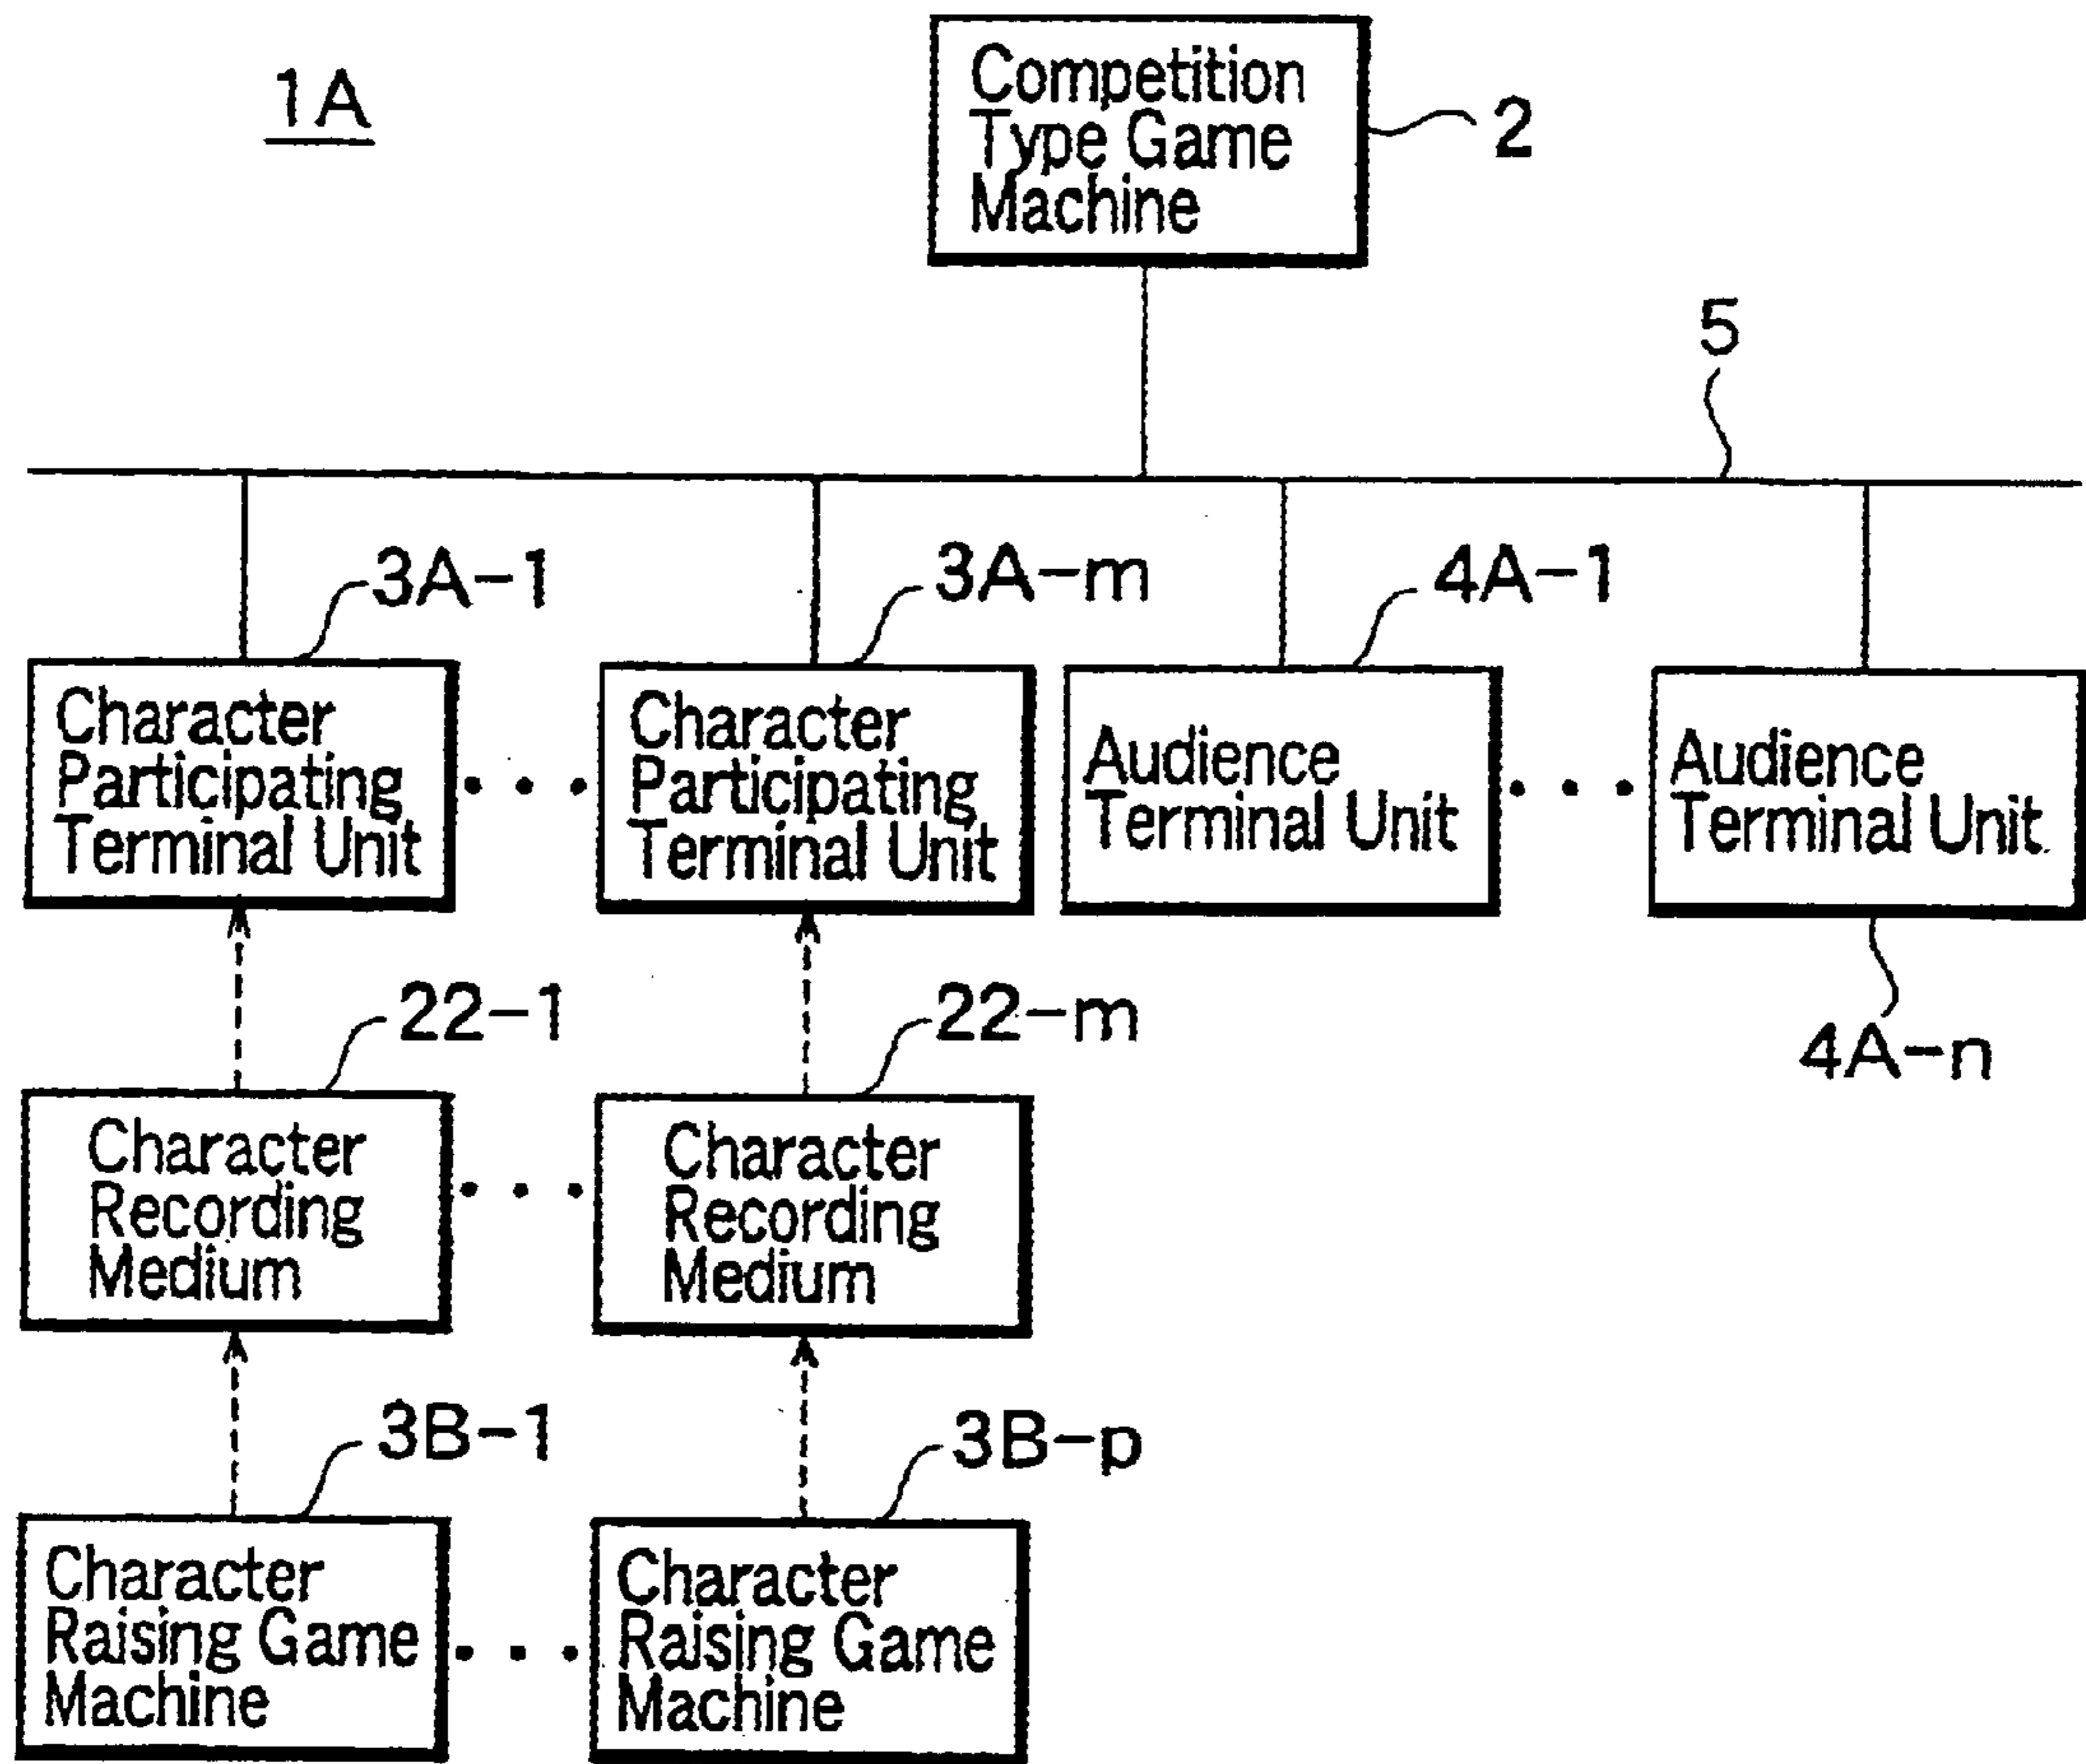 1A
Competition
Type Game
Machine
2
5
3A-1
3A-m
4A-1
Character
Participating
Terminal Unit
Character
Participating
Terminal Unit
Audience
Terminal Unit
Audience
Terminal Unit
22-1
22-m
4A-n
Character
Recording
Medium
Character
Recording
Medium
3B-1
3B-p
Character
Raising Game
Machine
Character
Raising Game
Machine